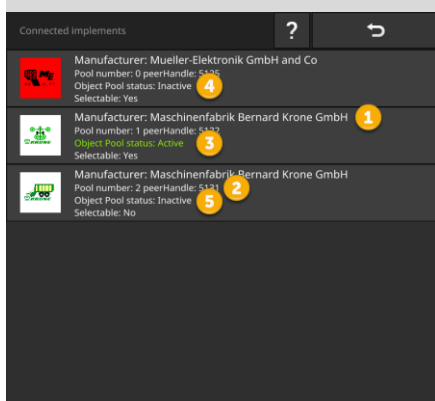 Connected implements
?
Manufacturer: Mueller-Elektronik GmbH and Co
Pool number: 0 peerHandle:
Object Pool status: Inactive
4
Selectable: Yes
Manufacturer: Maschinenfabrik Bernard Krone GmbH
1
Pool number: 1 peerHandle:
Object Pool status: Active
3
Selectable: Yes
KRONE
Manufacturer: Maschinenfabrik Bernard Krone GmbH
Pool number: 2 peerHandle:
2
Object Pool status: Inactive
5
Selectable: No
KRONE